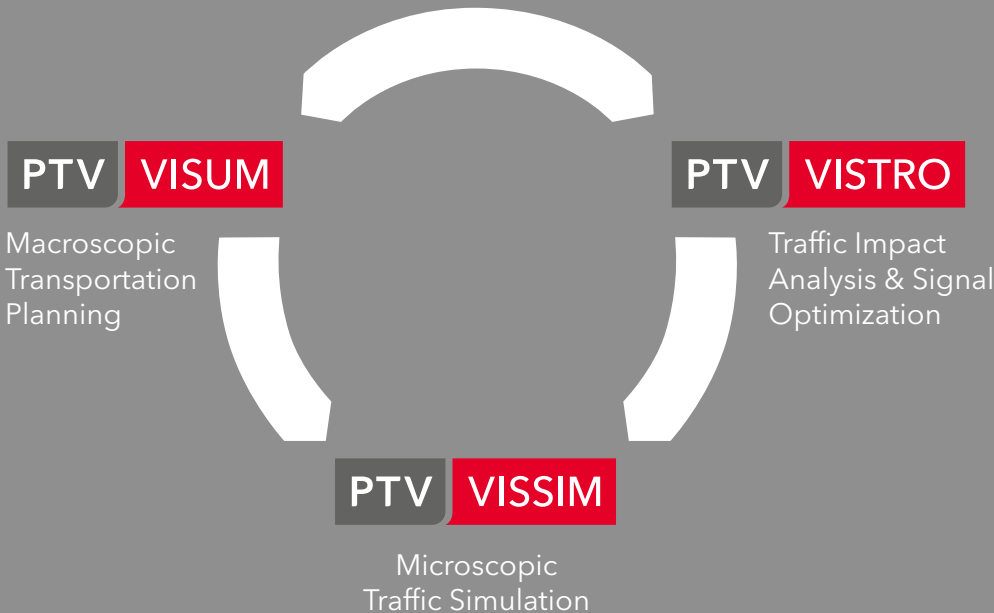 PTV VISUM
Macroscopic
Transportation
Planning
PTV VISTRO
Traffic Impact
Analysis & Signal
Optimization
PTV VISSIM
Microscopic
Traffic Simulation